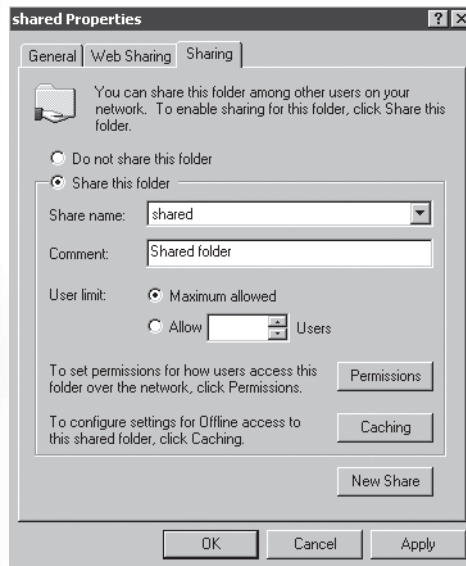 shared Properties
General Web Sharing Sharing
You can share this folder among other users on your
network. To enable sharing for this folder, click Share this
folder.
Do not share this folder
Share this folder
Share name: shared
Comment: Shared folder
User limit: Maximum allowed
Allow Users
To set permissions for how users access this
folder over the network, click Permissions.
Permissions
To configure settings for Offline access to
this shared folder, click Caching.
Caching
New Share
OK Cancel Apply